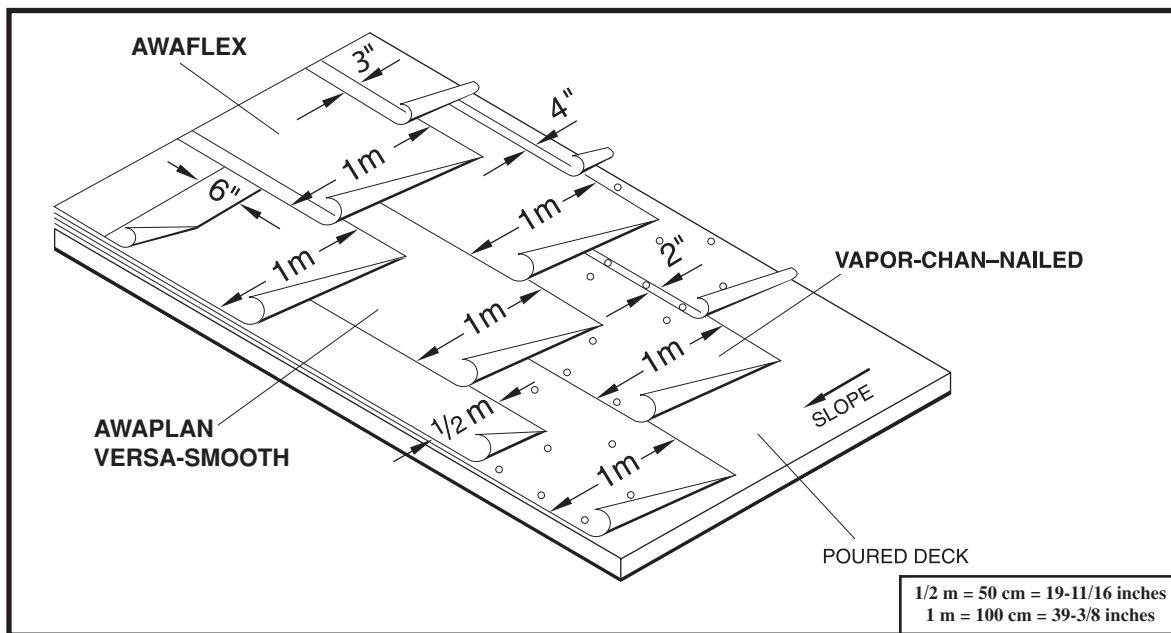 AWAFLEX
3"
4"
1m
6"
1m
1m
2"
VAPOR-CHAN–NAILED
1m
1m
1m
1/2 m
SLOPE
AWAPLAN
VERSA-SMOOTH
1m
POURED DECK
1/2 m = 50 cm = 19-11/16 inches
1 m = 100 cm = 39-3/8 inches